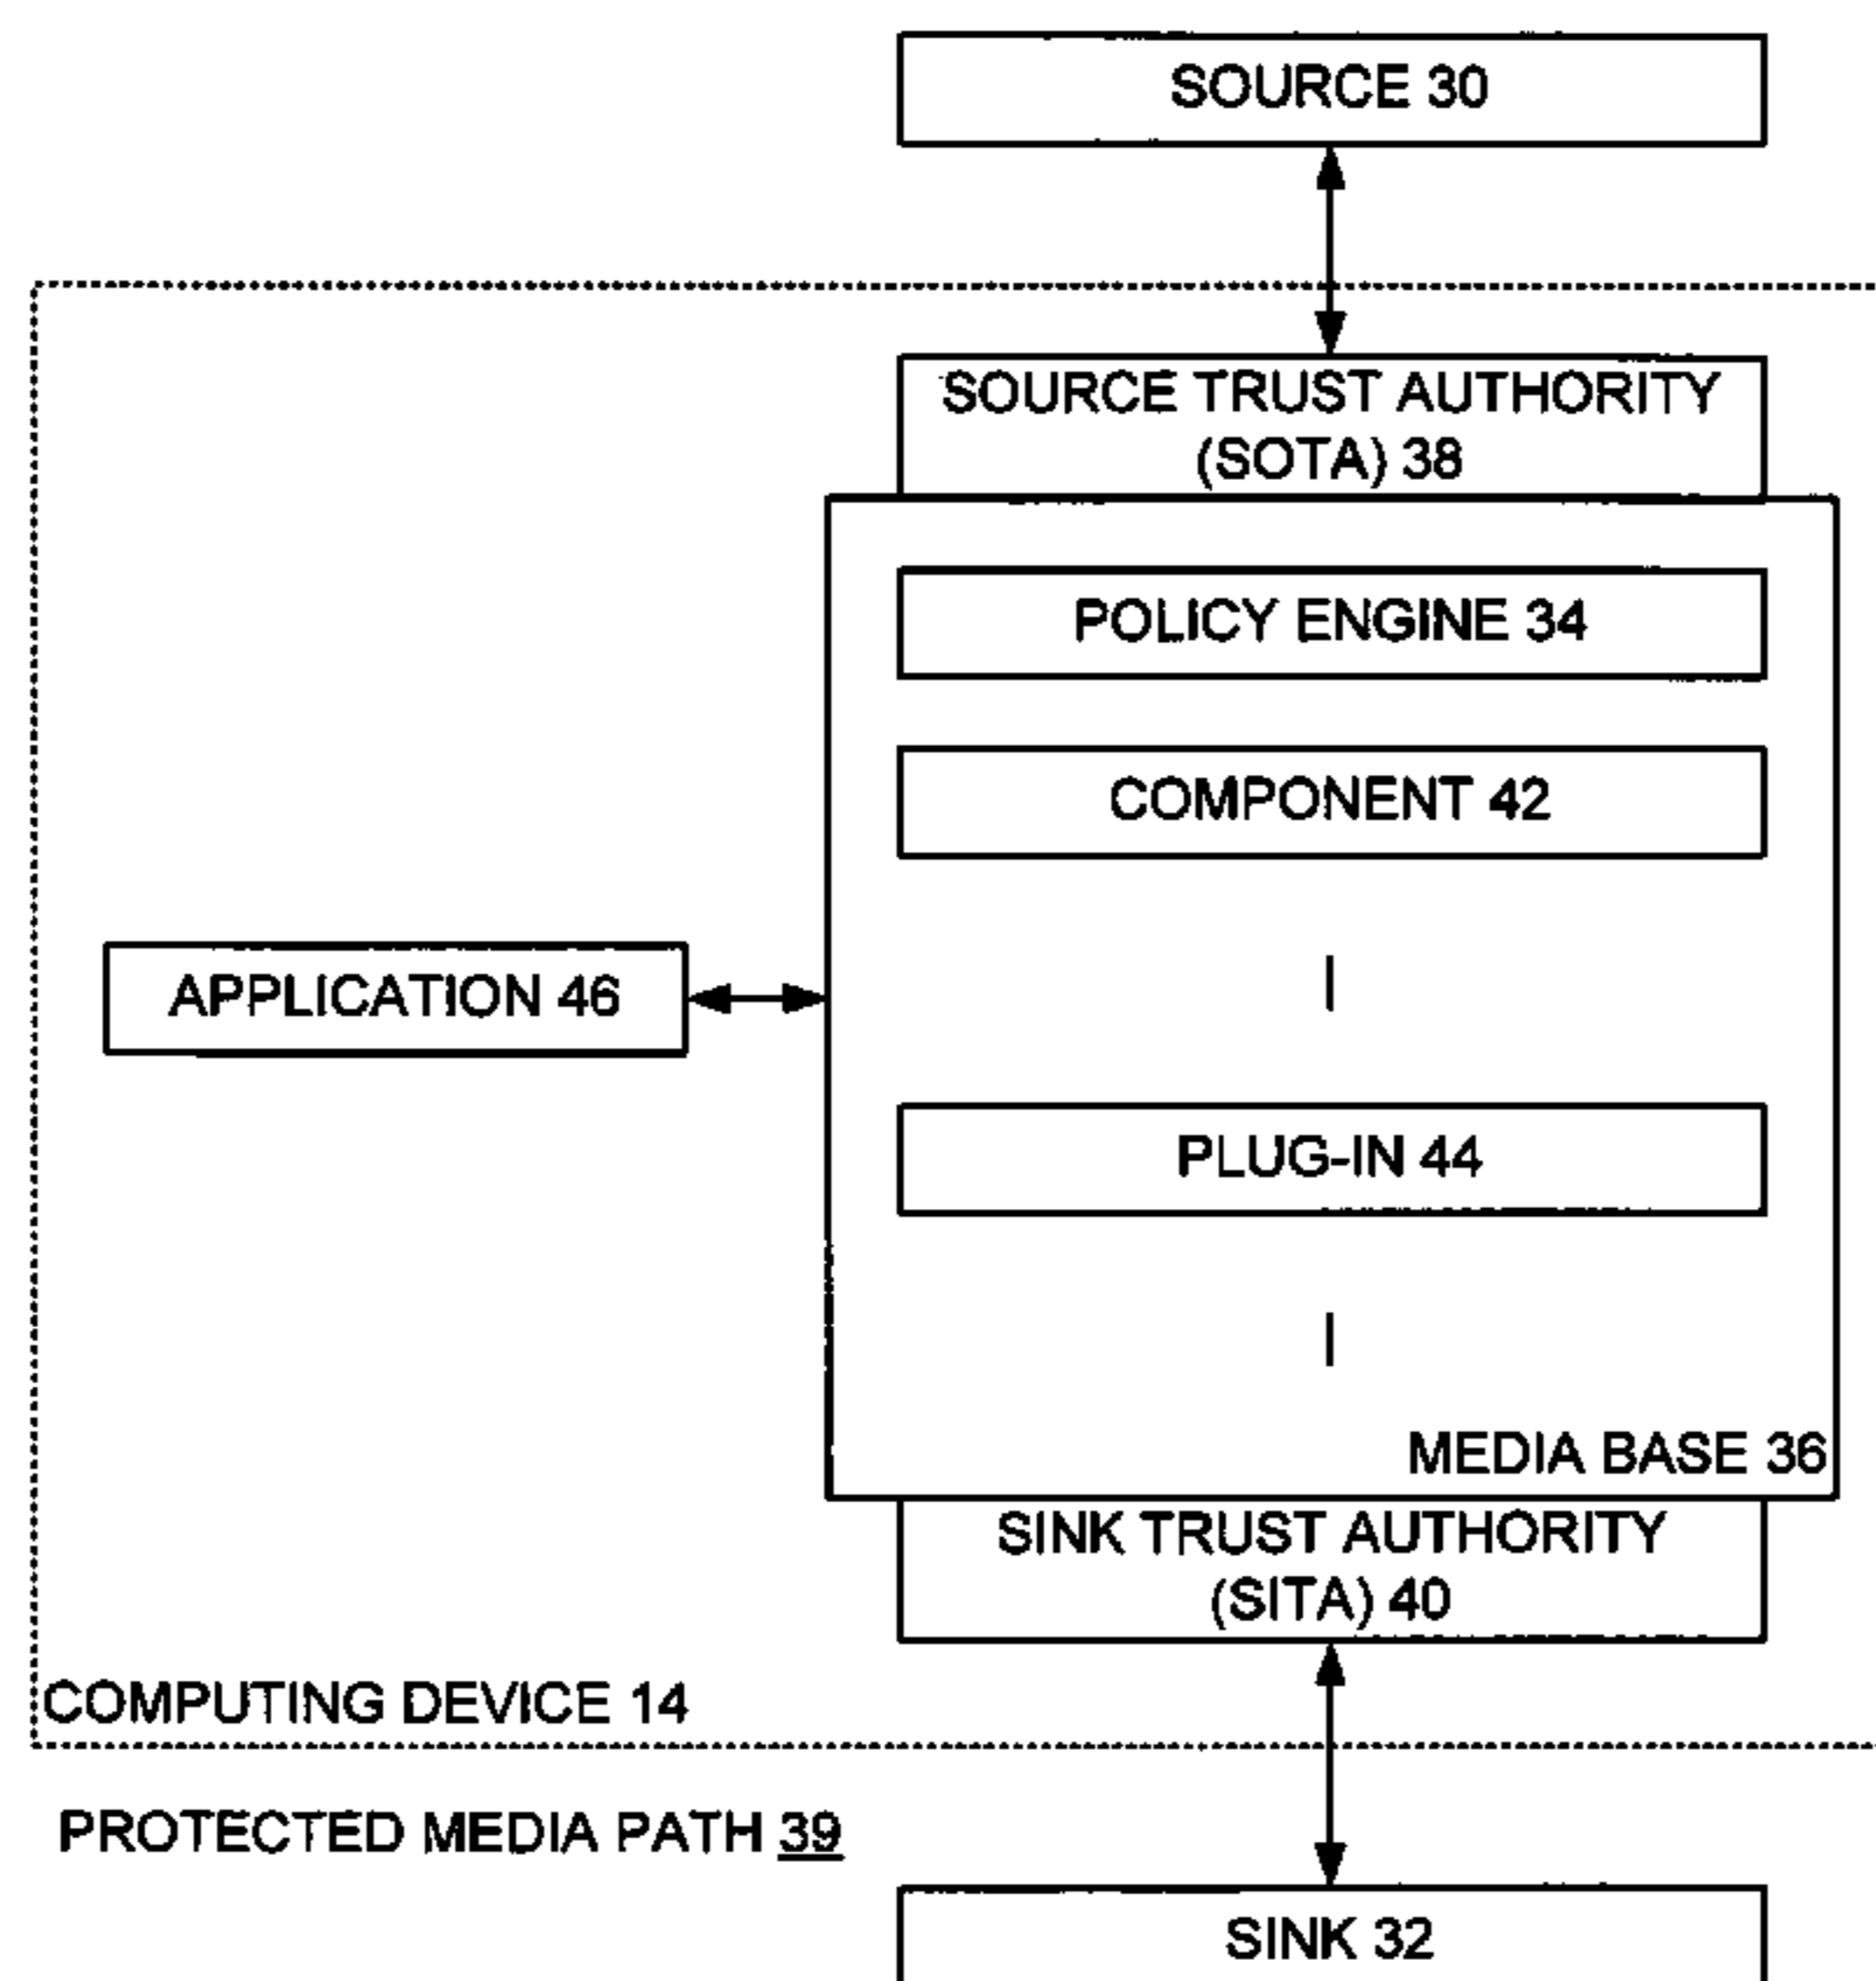 SOURCE 30
SOURCE TRUST AUTHORITY
(SOTA) 38
POLICY ENGINE 34
COMPONENT 42
APPLICATION 46
PLUG-IN 44
MEDIA BASE 36
SINK TRUST AUTHORITY
(SITA) 40
COMPUTING DEVICE 14
PROTECTED MEDIA PATH 39
SINK 32